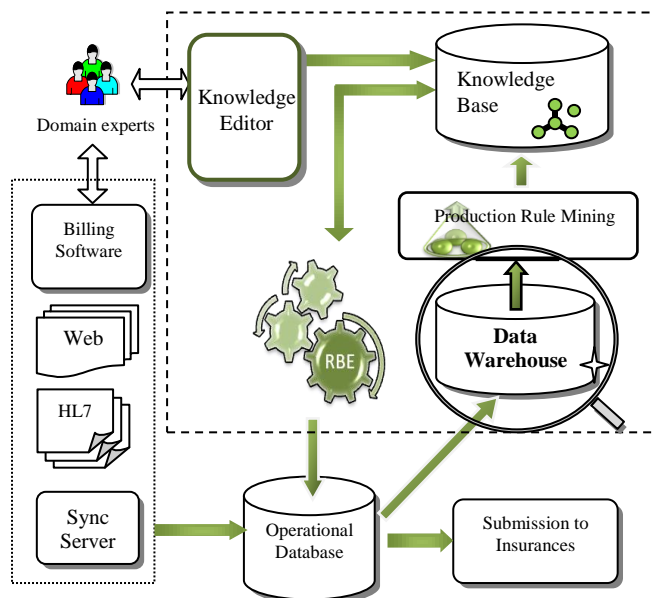 Knowledge
Editor
Knowledge
Base
Domain experts
Production Rule Mining
Billing
Software
Web
HL7
Sync
Server
RBE
Data
Warehouse
Operational
Database
Submission to
Insurances